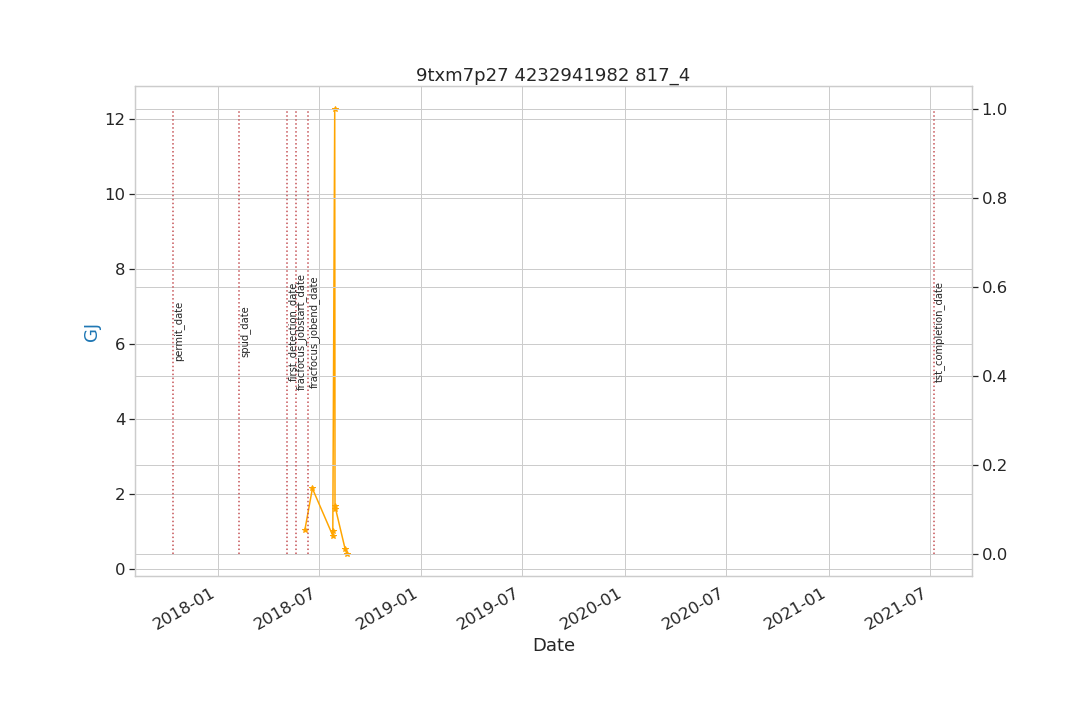 9txm7p27 4232941982 817_4
GJ
12
10
8
6
4
2
0
1.0
0.8
0.6
0.4
0.2
0.0
permit_date
spud_date
first_detection_date
fracfocus_jobstart_date
fracfocus_jobend_date
tst_completion_date
2018-01
2018-07
2019-01
2019-07
2020-01
2020-07
2021-01
2021-07
Date